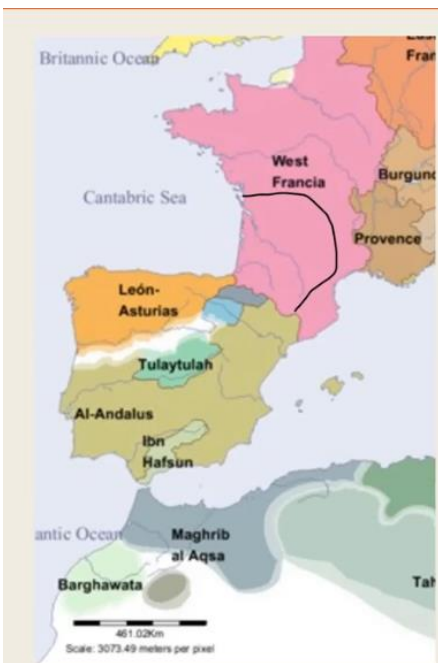 Britannic Ocean
West
Francia
Burgund
Cantabric Sea
Provence
León-
Asturias
Tulaytulah
Al-Andalus
Ibn
Hafsun
antic Ocean
Maghrib
al Aqsa
Barghawata
461.02Km
Scale: 3073.49 meters per pixel